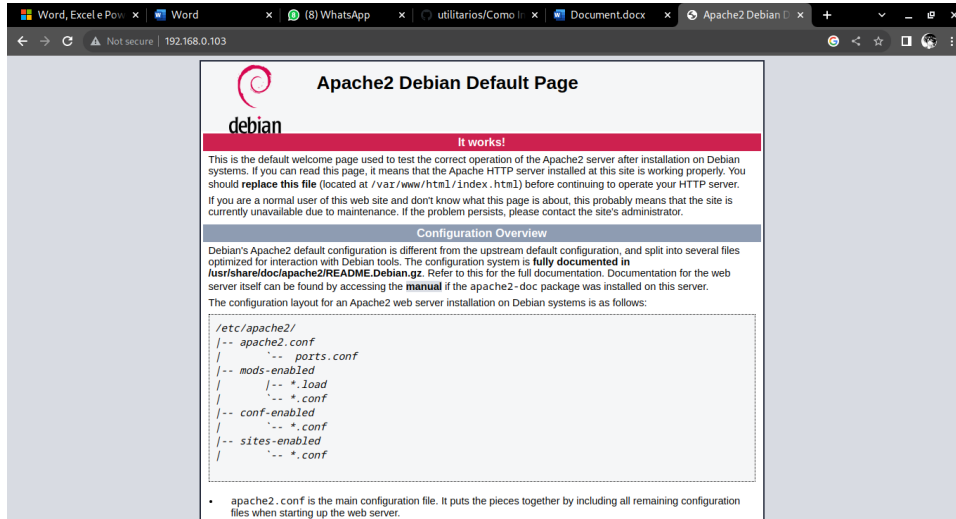 Word, Excel e Pow
Word
(8) WhatsApp
utilitarios/Como In
Document.docx
Apache2 Debian D
Not secure
192.168.0.103
debian
Apache2 Debian Default Page
It works!
This is the default welcome page used to test the correct operation of the Apache2 server after installation on Debian
systems. If you can read this page, it means that the Apache HTTP server installed at this site is working properly. You
should replace this file (located at /var/www/html/index.html) before continuing to operate your HTTP server.
If you are a normal user of this web site and don't know what this page is about, this probably means that the site is
currently unavailable due to maintenance. If the problem persists, please contact the site's administrator.
Configuration Overview
Debian's Apache2 default configuration is different from the upstream default configuration, and split into several files
optimized for interaction with Debian tools. The configuration system is fully documented in
/usr/share/doc/apache2/README.Debian.gz. Refer to this for the full documentation. Documentation for the web
server itself can be found by accessing the manual if the apache2-doc package was installed on this server.
The configuration layout for an Apache2 web server installation on Debian systems is as follows:
/etc/apache2/
|-- apache2.conf
|       `--  ports.conf
|-- mods-enabled
|       |-- *.load
|       `-- *.conf
|-- conf-enabled
|       `-- *.conf
|-- sites-enabled
|       `-- *.conf
• apache2.conf is the main configuration file. It puts the pieces together by including all remaining configuration
files when starting up the web server.